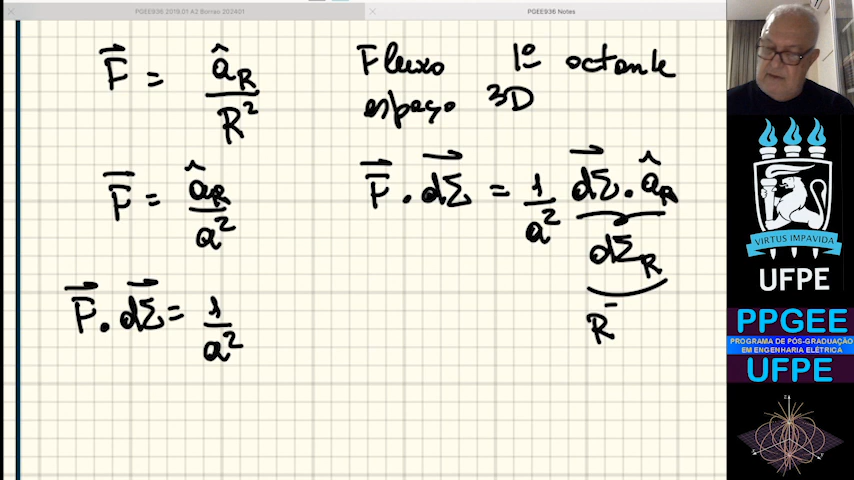 PGEE936 2019.01 A2 Borrao 202401
PGEE936 Notes
F⃗ = â_R / R²
Fluxo 1º octante
espaço 3D
F⃗ = â_R / a²
F⃗ . dΣ⃗ = 1/a² dΣ⃗ . â_R
dΣ_R
R
F⃗ . dΣ⃗ = 1/a²
VIRTUS IMPAVIDA
UFPE
PPGEE
PROGRAMA DE PÓS-GRADUAÇÃO
EM ENGENHARIA ELÉTRICA
UFPE